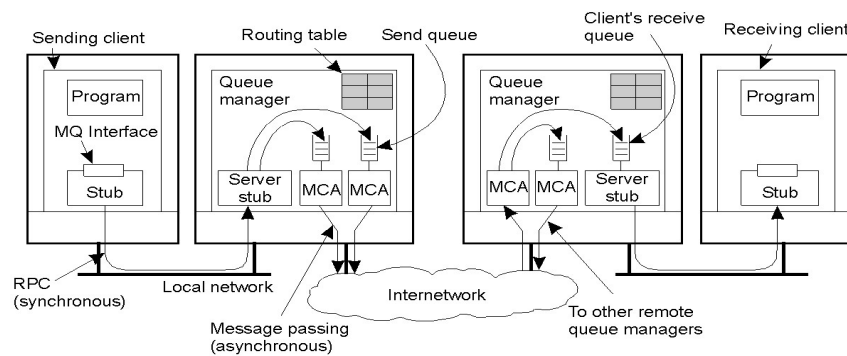 Sending client
Routing table
Send queue
Client's receive
queue
Receiving client
Program
Queue
manager
Queue
manager
Program
MQ Interface
Stub
Server
stub
MCA
MCA
MCA
MCA
Server
stub
Stub
RPC
(synchronous)
Local network
Internetwork
Message passing
(asynchronous)
To other remote
queue managers